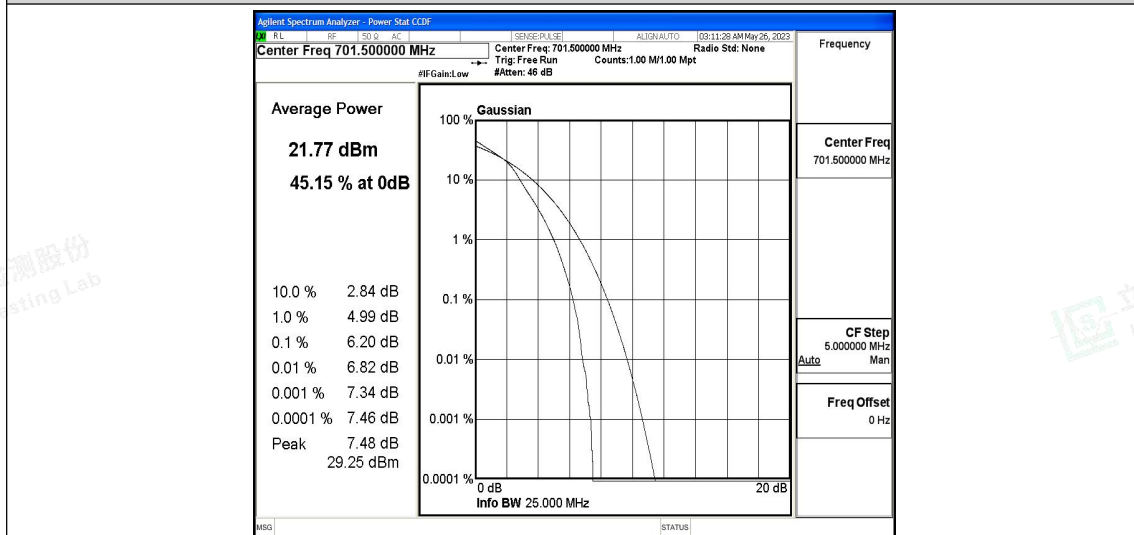 Agilent Spectrum Analyzer - Power Stat CCDF
LXI RL RF 50 Ω AC SENSE:PULSE ALIGN AUTO 03:11:28 AM May 26, 2023
Center Freq 701.500000 MHz
Center Freq: 701.500000 MHz Radio Std: None
Trig: Free Run Counts:1.00 M/1.00 Mpt
#IFGain:Low #Atten: 46 dB
Frequency
Average Power
21.77 dBm
45.15 % at 0dB
10.0 % 2.84 dB
1.0 % 4.99 dB
0.1 % 6.20 dB
0.01 % 6.82 dB
0.001 % 7.34 dB
0.0001 % 7.46 dB
Peak 7.48 dB
29.25 dBm
Gaussian
100 %
10 %
1 %
0.1 %
0.01 %
0.001 %
0.0001 %
0 dB 20 dB
Info BW 25.000 MHz
Center Freq
701.500000 MHz
CF Step
5.000000 MHz
Auto Man
Freq Offset
0 Hz
MSG STATUS
测股份
sting Lab